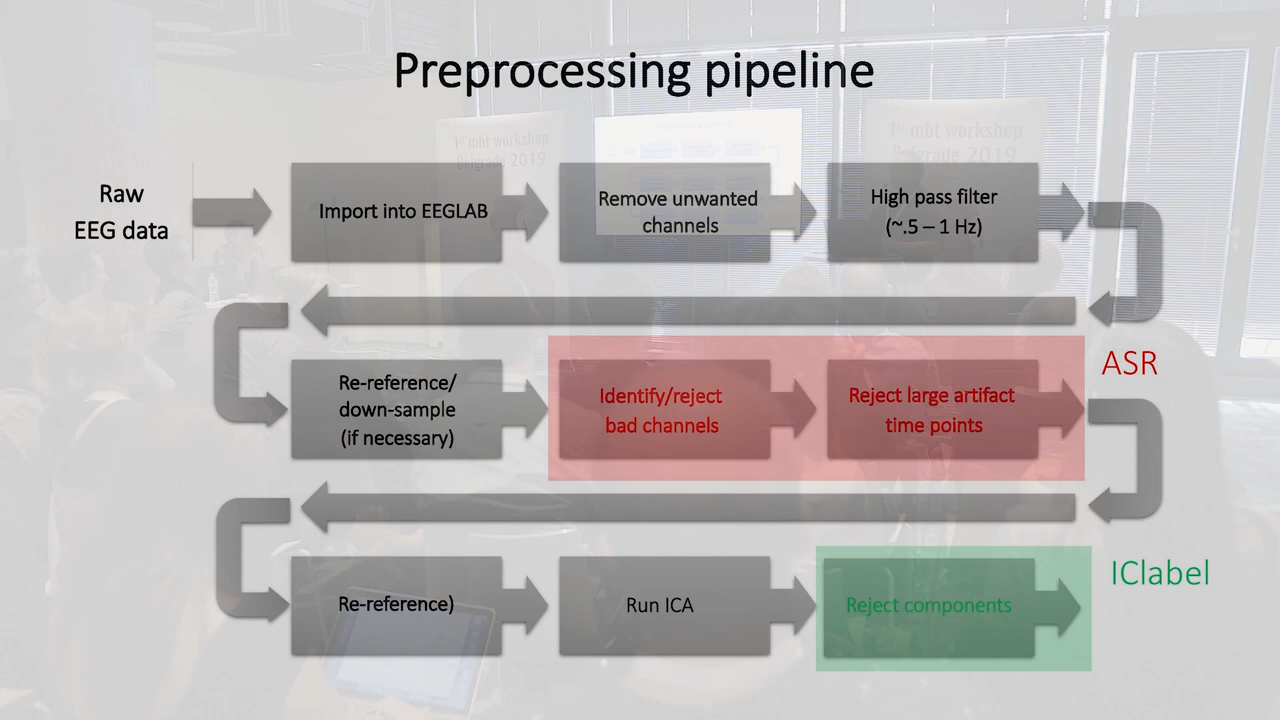 Preprocessing pipeline
1st mbt workshop
Belgrade 2019
1st mbt workshop
Belgrade 2019
Raw
EEG data
Import into EEGLAB
Remove unwanted
channels
High pass filter
(~.5 – 1 Hz)
ASR
Re-reference/
down-sample
(if necessary)
Identify/reject
bad channels
Reject large artifact
time points
IClabel
Re-reference)
Run ICA
Reject components